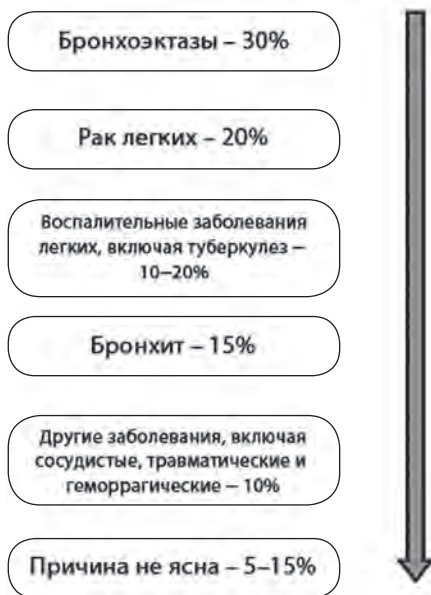 Бронхоэктазы – 30%
Рак легких – 20%
Воспалительные заболевания
легких, включая туберкулез –
10–20%
Бронхит – 15%
Другие заболевания, включая
сосудистые, травматические и
геморрагические – 10%
Причина не ясна – 5–15%